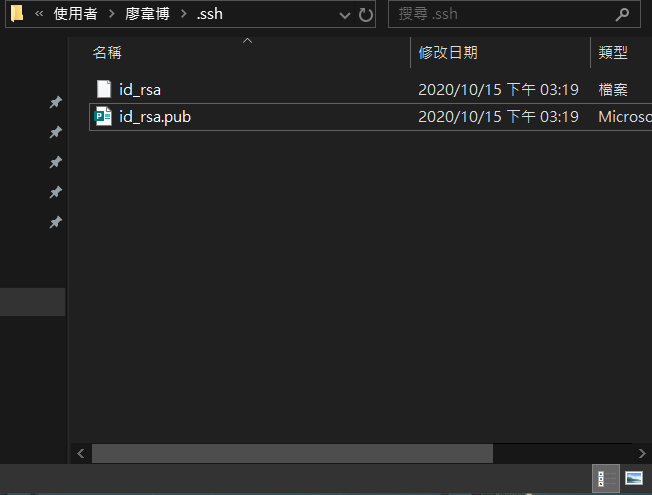 使用者 廖韋博 .ssh 搜尋 .ssh
名稱 修改日期 類型
id_rsa 2020/10/15 下午 03:19 檔案
id_rsa.pub 2020/10/15 下午 03:19 Microso